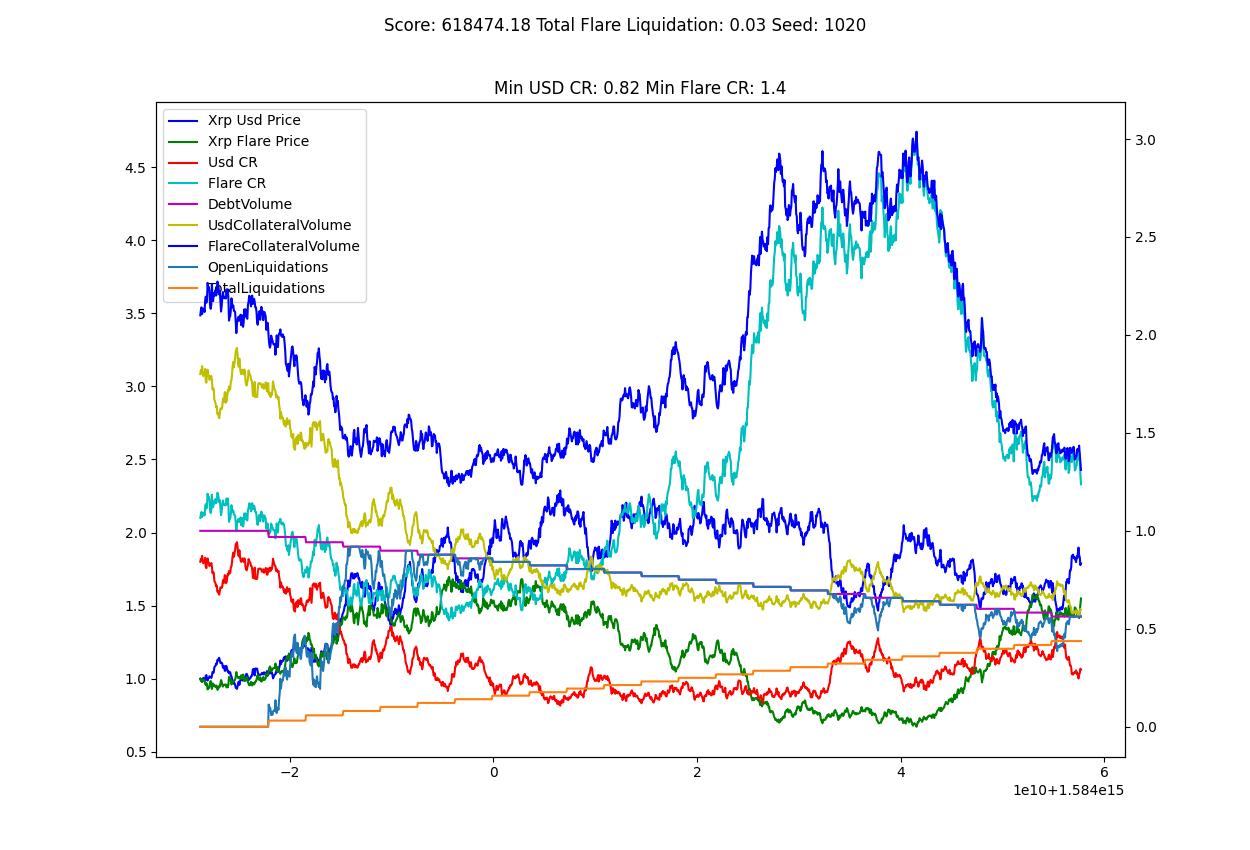 Score: 618474.18 Total Flare Liquidation: 0.03 Seed: 1020
Min USD CR: 0.82 Min Flare CR: 1.4
Xrp Usd Price
Xrp Flare Price
Usd CR
Flare CR
DebtVolume
UsdCollateralVolume
FlareCollateralVolume
OpenLiquidations
TotalLiquidations
4.5
4.0
3.5
3.0
2.5
2.0
1.5
1.0
0.5
3.0
2.5
2.0
1.5
1.0
0.5
0.0
−2
0
2
4
6
1e10+1.584e15